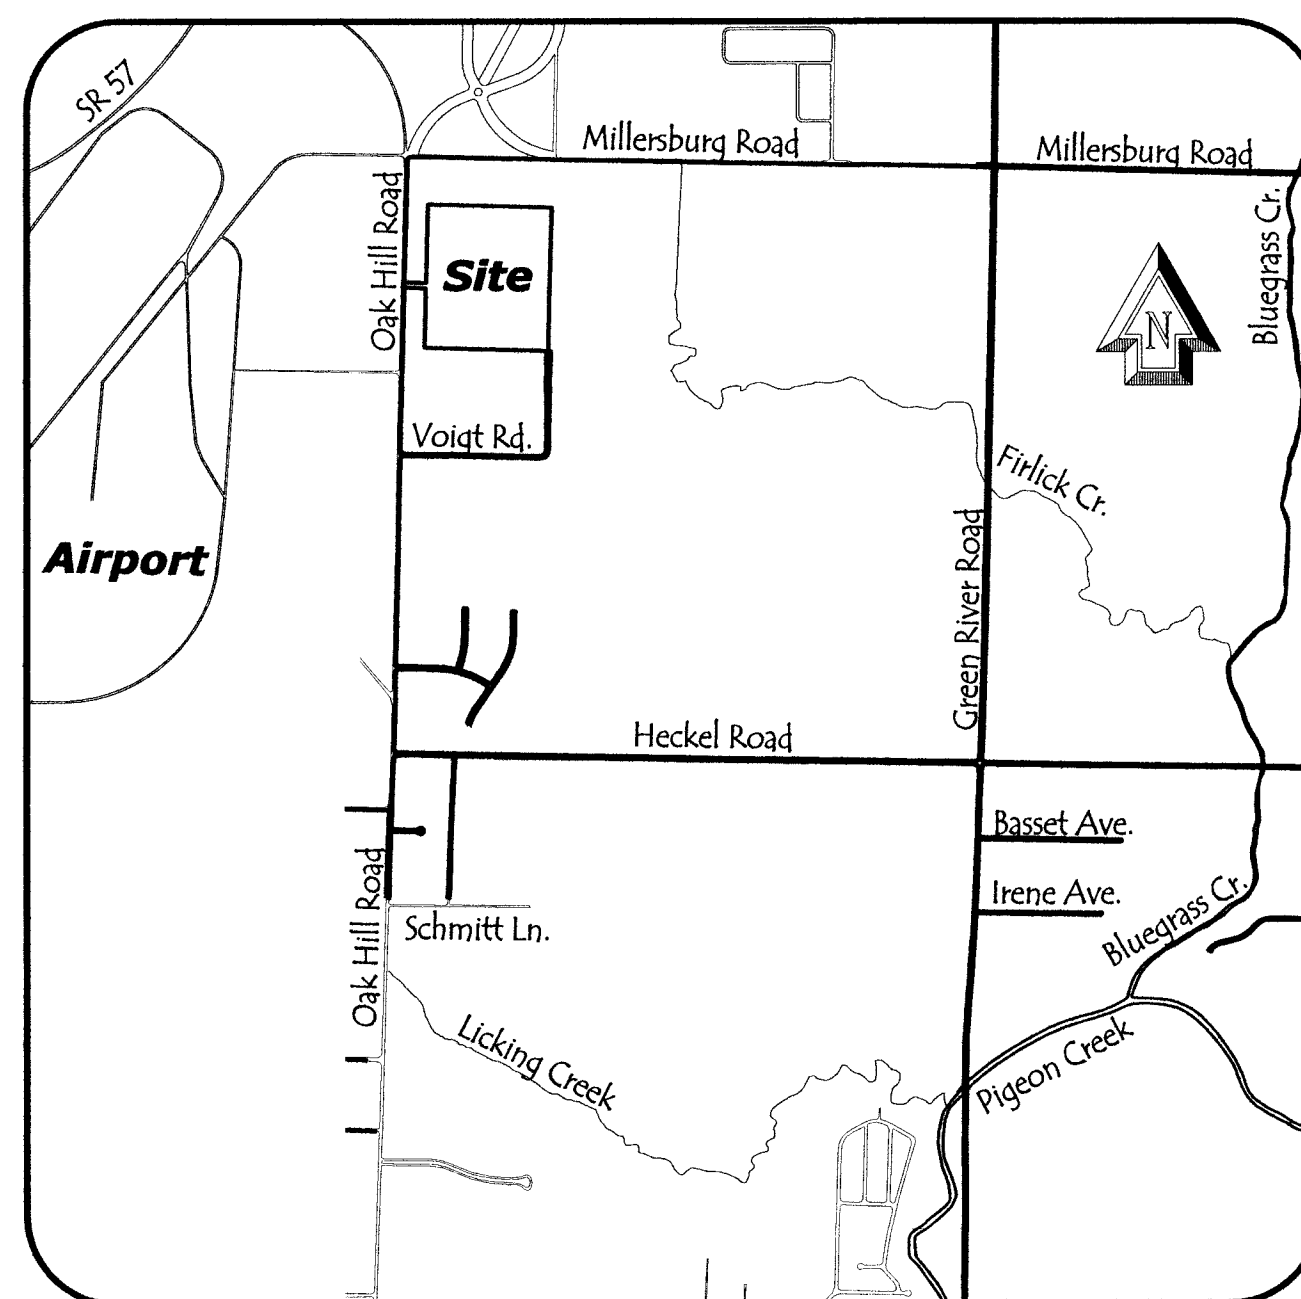 SR 57
Millersburg Road
Millersburg Road
Oak Hill Road
Site
Bluegrass Cr.
N
Voigt Rd.
Firlick Cr.
Airport
Green River Road
Heckel Road
Basset Ave.
Irene Ave.
Oak Hill Road
Schmitt Ln.
Bluegrass Cr.
Licking Creek
Pigeon Creek